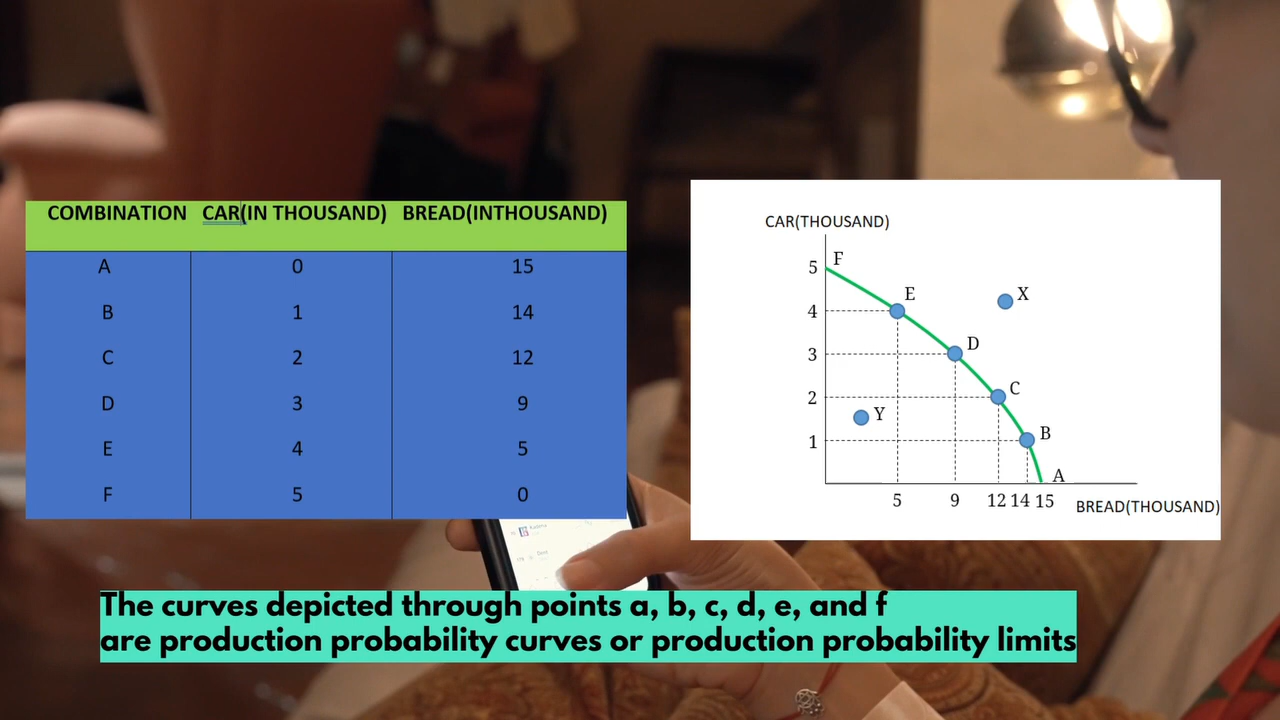 COMBINATION CAR(IN THOUSAND) BREAD(INTHOUSAND)
A 0 15
B 1 14
C 2 12
D 3 9
E 4 5
F 5 0
CAR(THOUSAND)
5 F
E
X
4
D
3
C
2
Y
B
1
A
5 9 12 14 15
BREAD(THOUSAND)
The curves depicted through points a, b, c, d, e, and f
are production probability curves or production probability limits